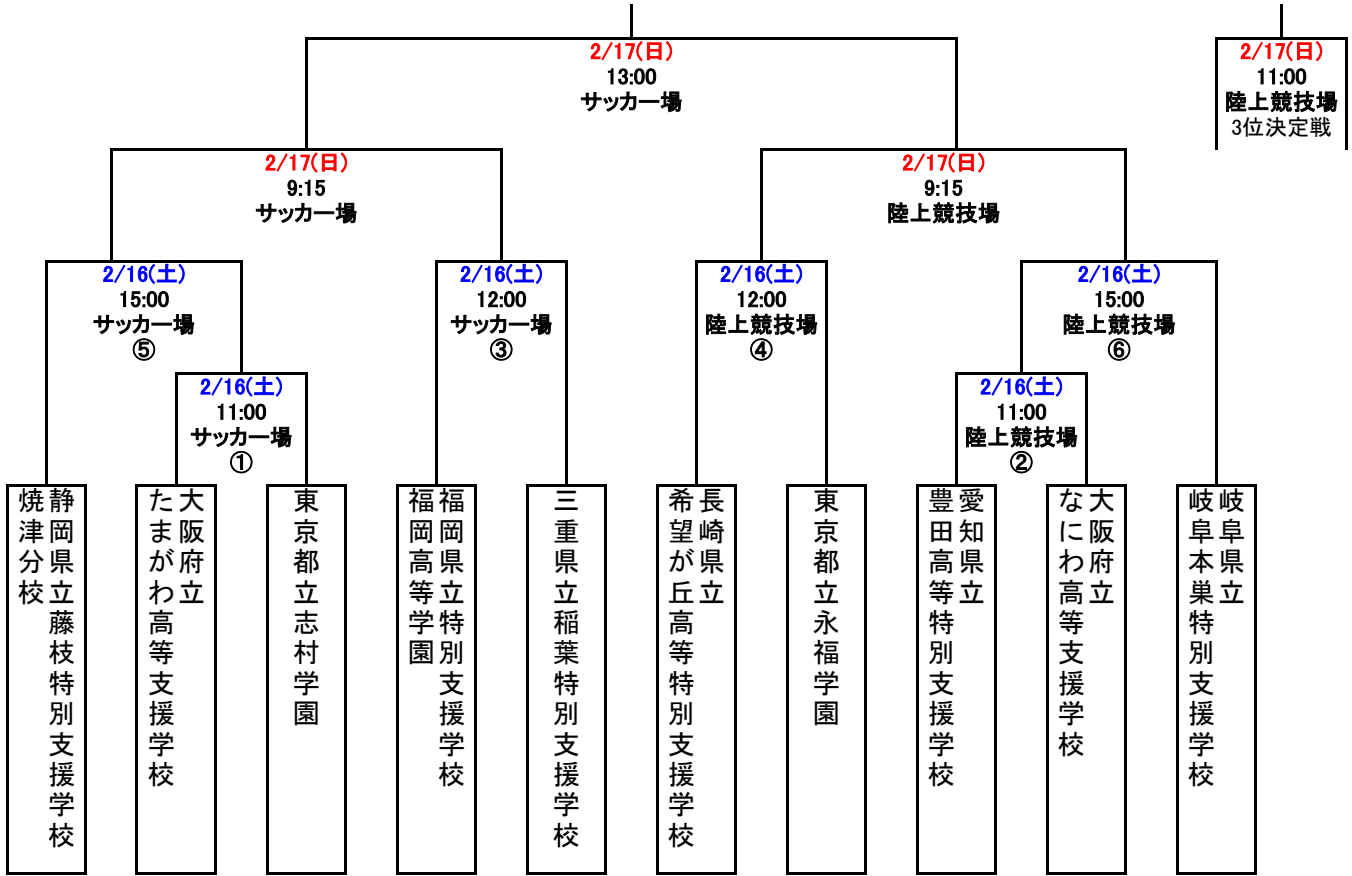 2/17(日)
13:00
サッカー場
2/17(日)
11:00
陸上競技場
3位決定戦
2/17(日)
9:15
サッカー場
2/17(日)
9:15
陸上競技場
2/16(土)
15:00
サッカー場
⑤
2/16(土)
12:00
サッカー場
③
2/16(土)
12:00
陸上競技場
④
2/16(土)
15:00
陸上競技場
⑥
2/16(土)
11:00
サッカー場
①
2/16(土)
11:00
陸上競技場
②
静岡県立藤枝特別支援学校
焼津分校
大阪府立
たまがわ高等支援学校
東京都立志村学園
福岡県立特別支援学校
福岡高等学園
三重県立稲葉特別支援学校
長崎県立
希望が丘高等特別支援学校
東京都立永福学園
愛知県立
豊田高等特別支援学校
大阪府立
なにわ高等支援学校
岐阜県立
岐阜本巣特別支援学校